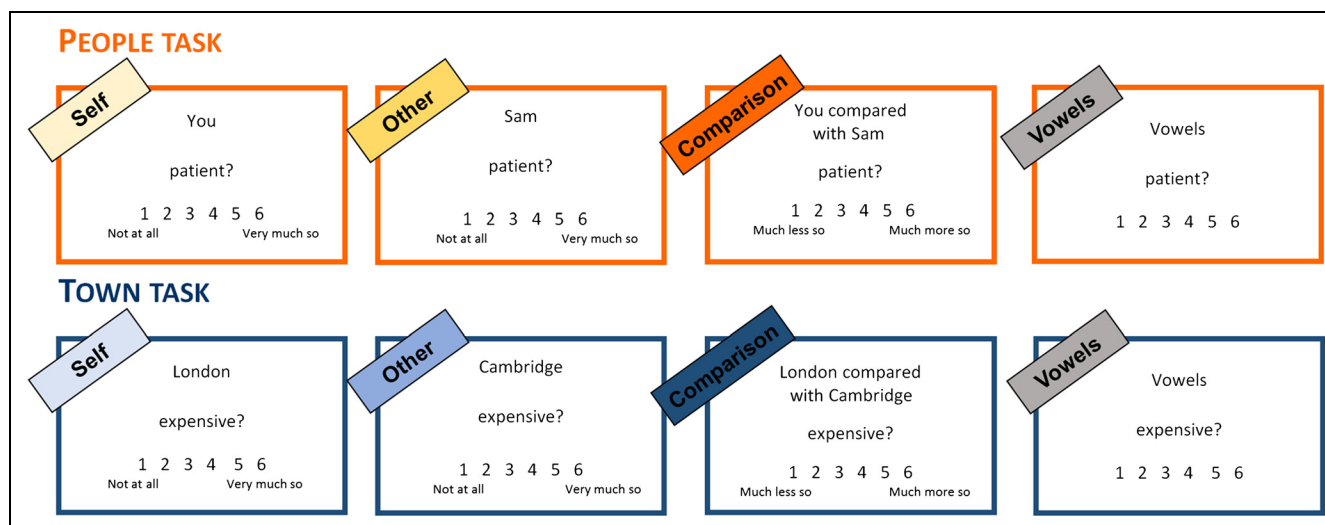 PEOPLE TASK
Self
You
patient?
1 2 3 4 5 6
Not at all Very much so
Other
Sam
patient?
1 2 3 4 5 6
Not at all Very much so
Comparison
You compared
with Sam
patient?
1 2 3 4 5 6
Much less so Much more so
Vowels
Vowels
patient?
1 2 3 4 5 6
TOWN TASK
Self
London
expensive?
1 2 3 4 5 6
Not at all Very much so
Other
Cambridge
expensive?
1 2 3 4 5 6
Not at all Very much so
Comparison
London compared
with Cambridge
expensive?
1 2 3 4 5 6
Much less so Much more so
Vowels
Vowels
expensive?
1 2 3 4 5 6